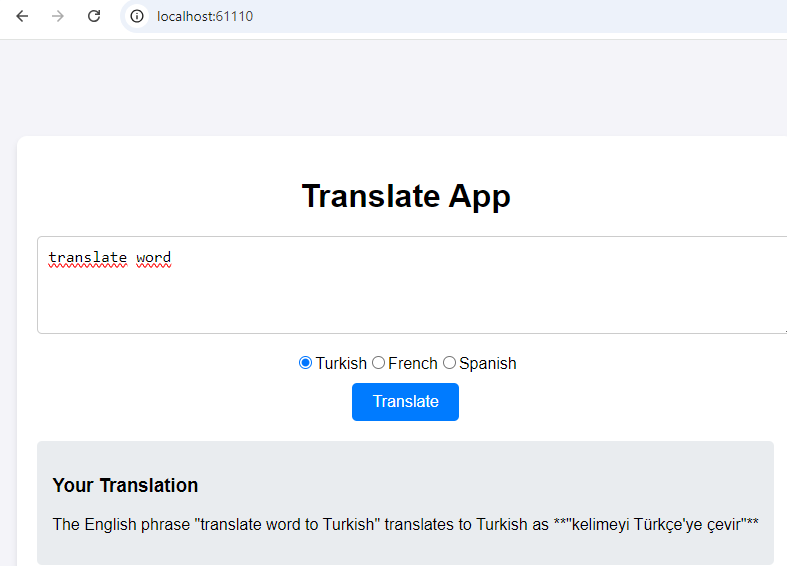 localhost:61110
Translate App
translate word
Turkish French Spanish
Translate
Your Translation
The English phrase "translate word to Turkish" translates to Turkish as **"kelimeyi Türkçe'ye çevir"**